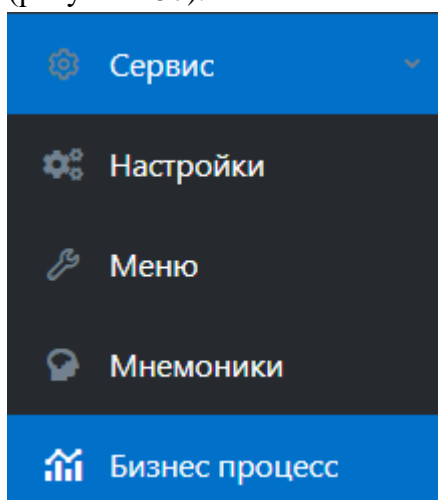 Сервис
Настройки
Меню
Мнемоники
Бизнес процесс